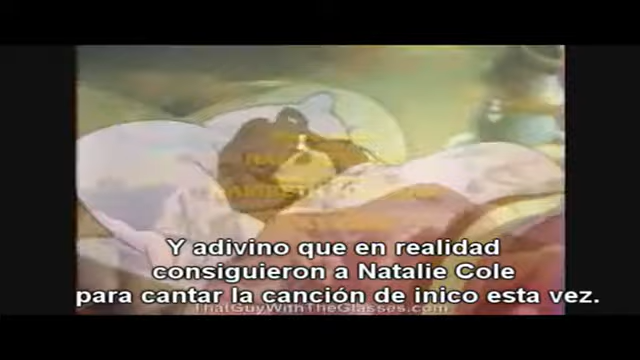 Y adivino que en realidad
consiguieron a Natalie Cole
para cantar la canción de inico esta vez.
ThatGuyWithTheGlasses.com